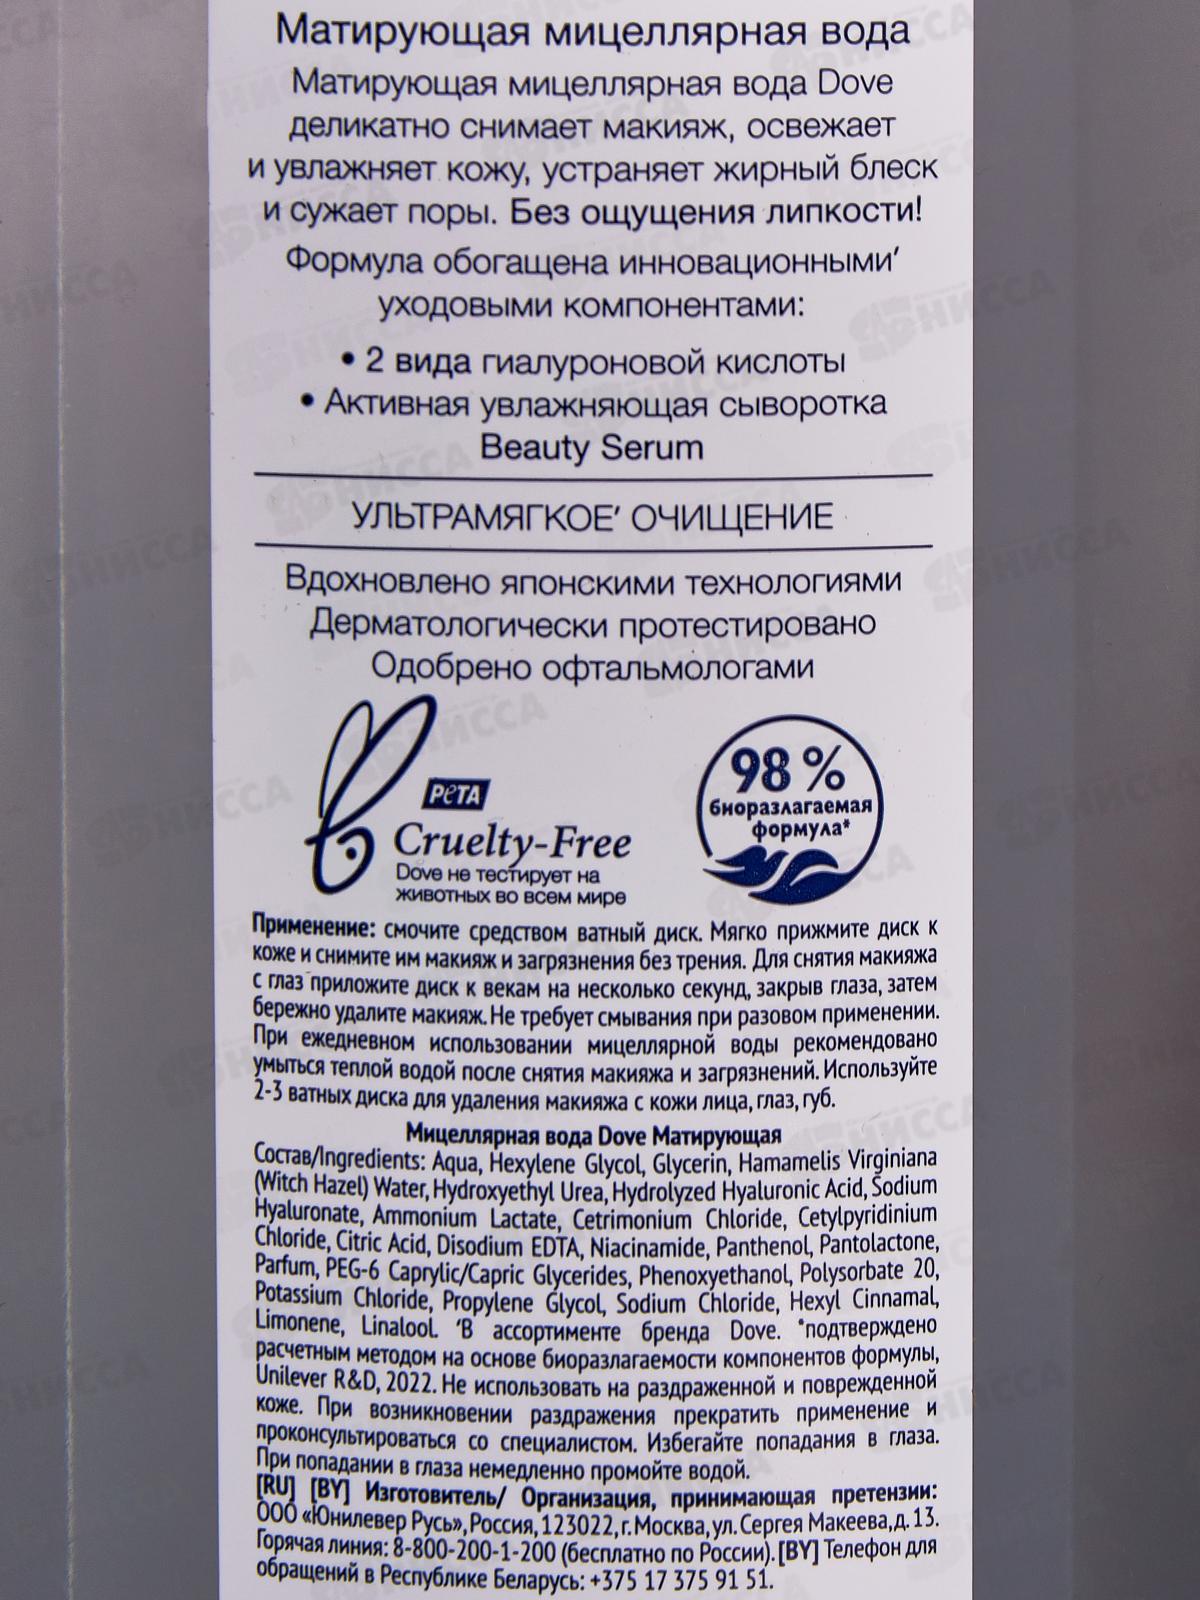 Матирующая мицеллярная вода
Матирующая мицеллярная вода Dove
деликатно снимает макияж, освежает
и увлажняет кожу, устраняет жирный блеск
и сужает поры. Без ощущения липкости!
Формула обогащена инновационными′
уходовыми компонентами:
• 2 вида гиалуроновой кислоты
• Активная увлажняющая сыворотка
Beauty Serum
УЛЬТРАМЯГКОЕ′ ОЧИЩЕНИЕ
Вдохновлено японскими технологиями
Дерматологически протестировано
Одобрено офтальмологами
PETA
Cruelty-Free
Dove не тестирует на
животных во всем мире
98 %
биоразлагаемая
формула*
Применение: смочите средством ватный диск. Мягко прижмите диск к
коже и снимите им макияж и загрязнения без трения. Для снятия макияжа
с глаз приложите диск к векам на несколько секунд, закрыв глаза, затем
бережно удалите макияж. Не требует смывания при разовом применении.
При ежедневном использовании мицеллярной воды рекомендовано
умыться теплой водой после снятия макияжа и загрязнений. Используйте
2-3 ватных диска для удаления макияжа с кожи лица, глаз, губ.
Мицеллярная вода Dove Матирующая
Состав/Ingredients: Aqua, Hexylene Glycol, Glycerin, Hamamelis Virginiana
(Witch Hazel) Water, Hydroxyethyl Urea, Hydrolyzed Hyaluronic Acid, Sodium
Hyaluronate, Ammonium Lactate, Cetrimonium Chloride, Cetylpyridinium
Chloride, Citric Acid, Disodium EDTA, Niacinamide, Panthenol, Pantolactone,
Parfum, PEG-6 Caprylic/Capric Glycerides, Phenoxyethanol, Polysorbate 20,
Potassium Chloride, Propylene Glycol, Sodium Chloride, Hexyl Cinnamal,
Limonene, Linalool. ′В ассортименте бренда Dove. *подтверждено
расчетным методом на основе биоразлагаемости компонентов формулы,
Unilever R&D, 2022. Не использовать на раздраженной и поврежденной
коже. При возникновении раздражения прекратить применение и
проконсультироваться со специалистом. Избегайте попадания в глаза.
При попадании в глаза немедленно промойте водой.
[RU] [BY] Изготовитель/ Организация, принимающая претензии:
ООО «Юнилевер Русь», Россия, 123022, г. Москва, ул. Сергея Макеева, д. 13.
Горячая линия: 8-800-200-1-200 (бесплатно по России). [BY] Телефон для
обращений в Республике Беларусь: +375 17 375 91 51.